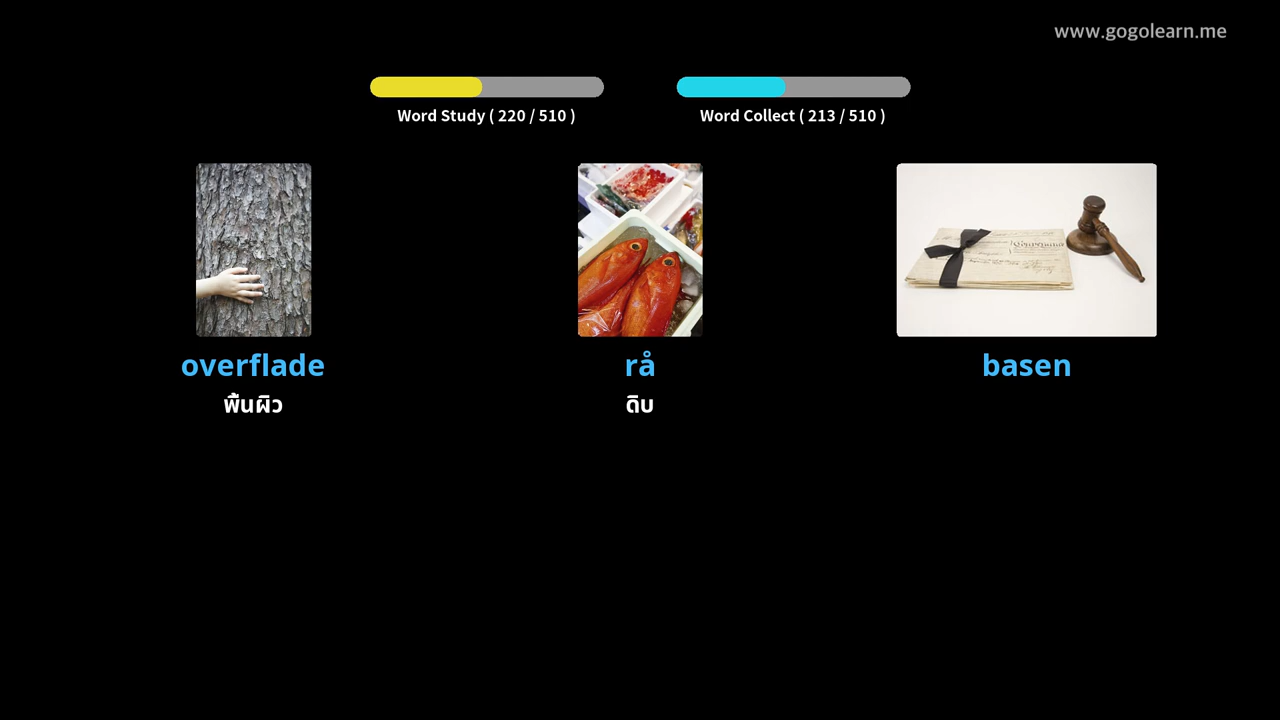 www.gogolearn.me
Word Study ( 220 / 510 )
Word Collect ( 213 / 510 )
overflade
พื้นผิว
rå
ดิบ
basen